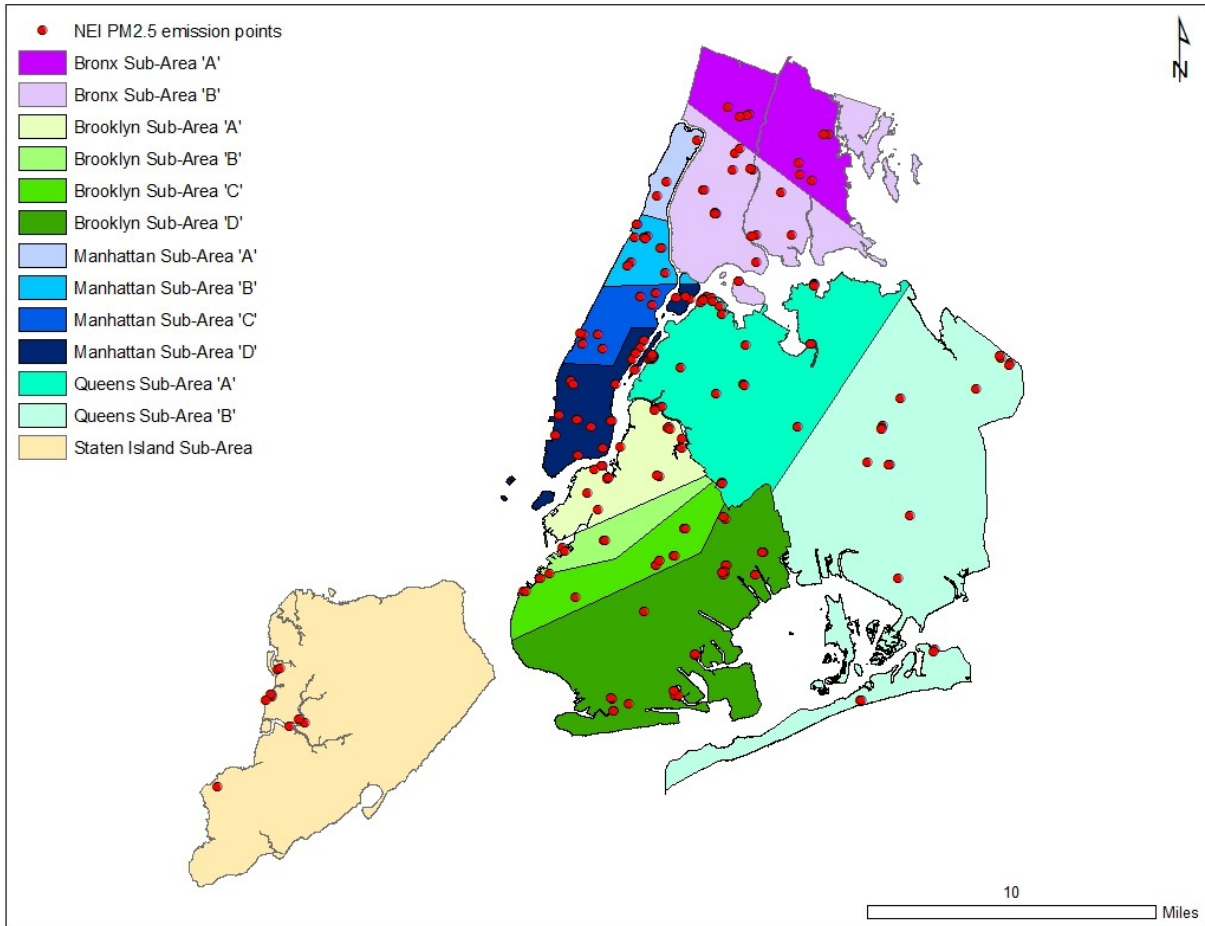 NEI PM2.5 emission points
Bronx Sub-Area 'A'
Bronx Sub-Area 'B'
Brooklyn Sub-Area 'A'
Brooklyn Sub-Area 'B'
Brooklyn Sub-Area 'C'
Brooklyn Sub-Area 'D'
Manhattan Sub-Area 'A'
Manhattan Sub-Area 'B'
Manhattan Sub-Area 'C'
Manhattan Sub-Area 'D'
Queens Sub-Area 'A'
Queens Sub-Area 'B'
Staten Island Sub-Area
N
10
Miles